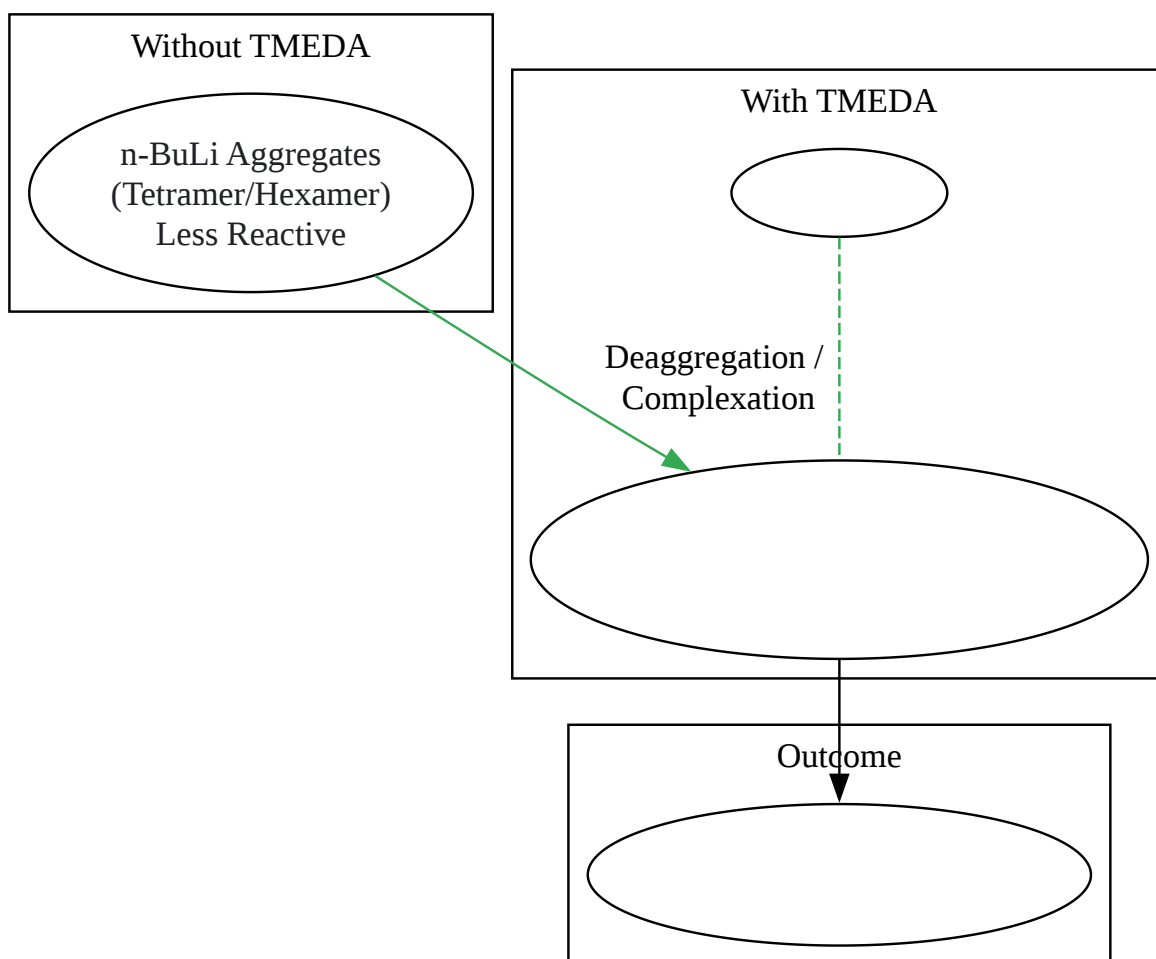 Without TMEDA
n-BuLi Aggregates
(Tetramer/Hexamer)
Less Reactive
With TMEDA
Deaggregation /
Complexation
Outcome